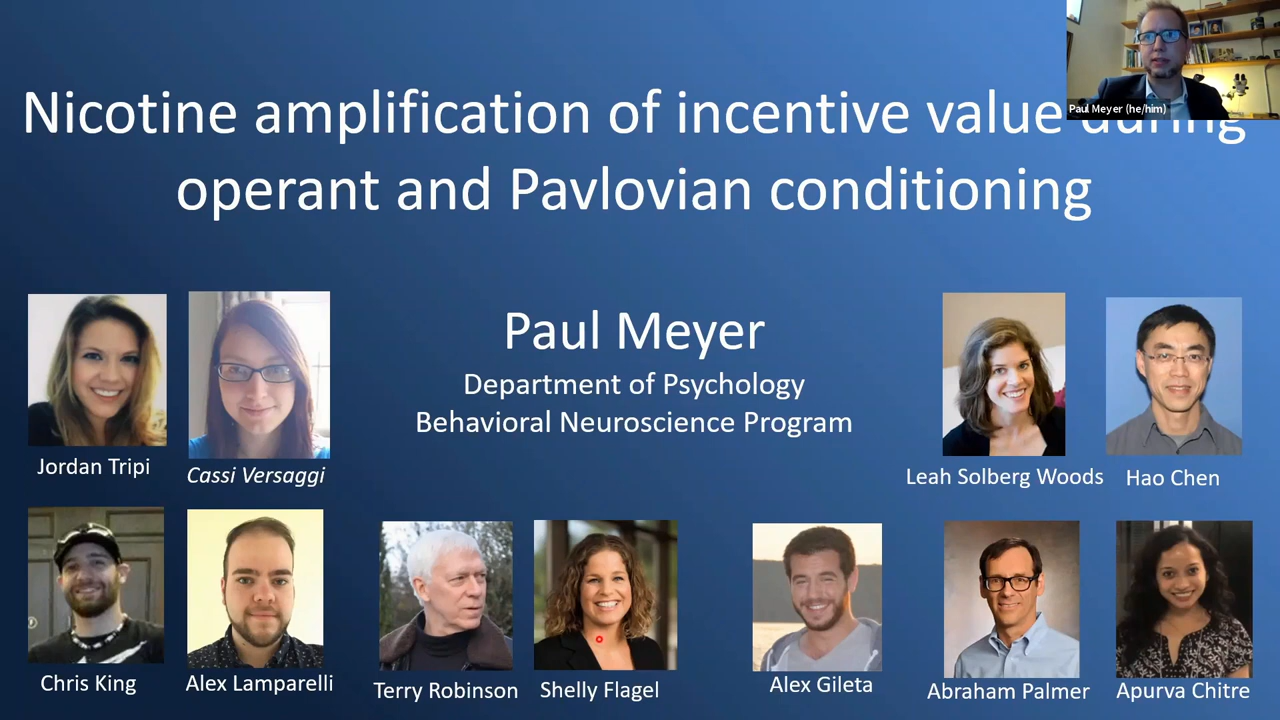 Paul Meyer (he/him)
Nicotine amplification of incentive value during
operant and Pavlovian conditioning
Paul Meyer
Department of Psychology
Behavioral Neuroscience Program
Jordan Tripi
Cassi Versaggi
Leah Solberg Woods
Hao Chen
Chris King
Alex Lamparelli
Terry Robinson
Shelly Flagel
Alex Gileta
Abraham Palmer
Apurva Chitre